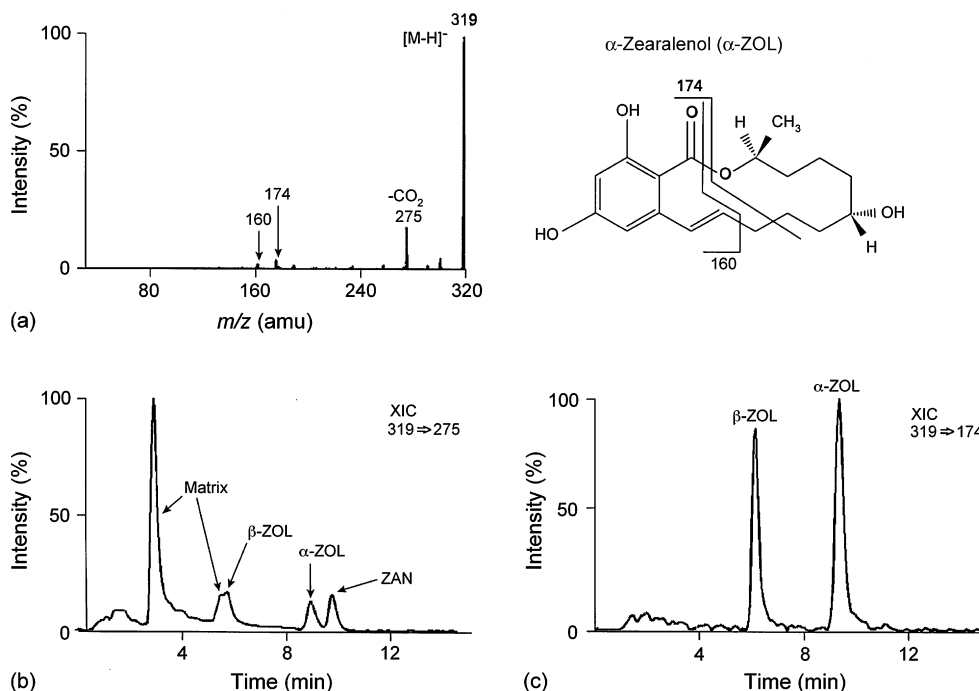 100
50
0
Intensity (%)
319
[M-H]⁻
-CO₂
275
174
160
80
160
240
320
m/z (amu)
(a)
α-Zearalenol (α-ZOL)
174
OH
O
H
CH₃
O
OH
H
HO
160
100
50
0
Intensity (%)
XIC
319⇒275
Matrix
β-ZOL
α-ZOL
ZAN
4
8
12
Time (min)
(b)
100
50
0
Intensity (%)
β-ZOL
α-ZOL
XIC
319⇒174
4
8
12
Time (min)
(c)